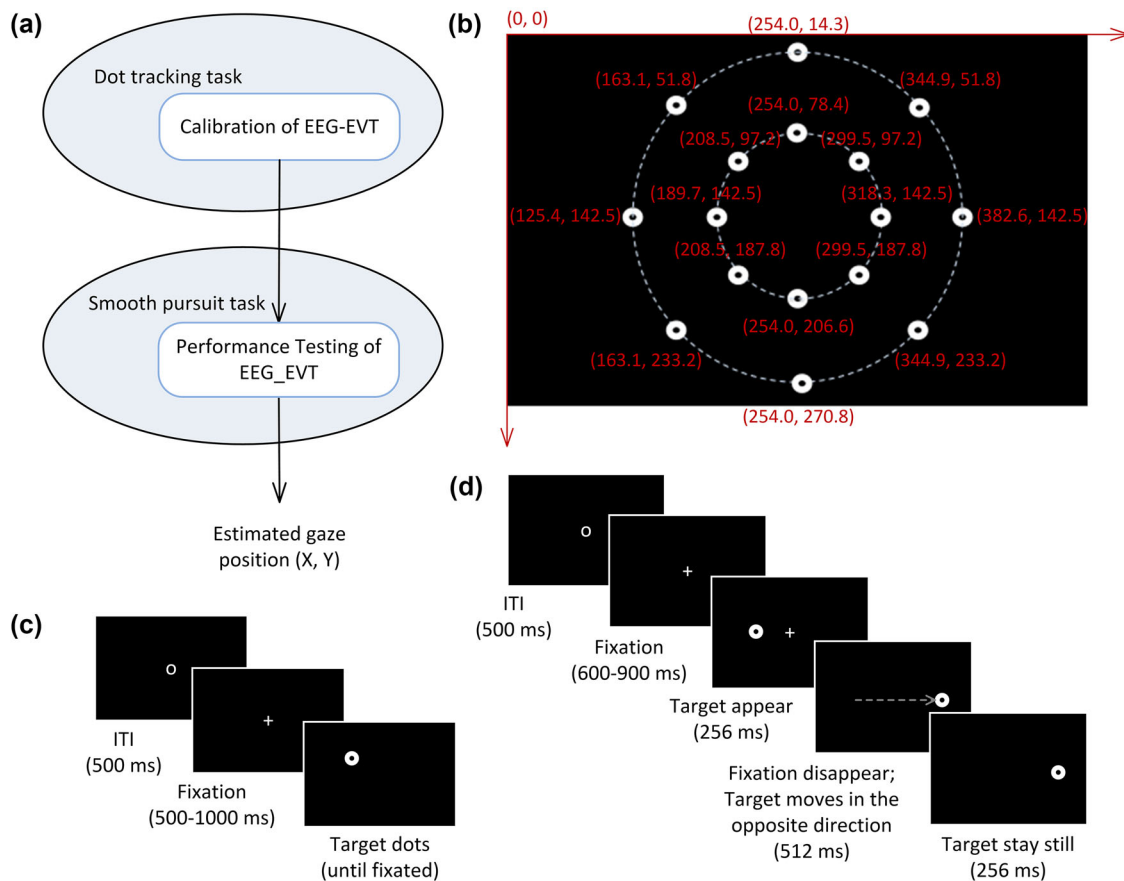 (a)
Dot tracking task
Calibration of EEG-EVT
Smooth pursuit task
Performance Testing of
EEG_EVT
Estimated gaze
position (X, Y)
(b)
(0, 0)
(254.0, 14.3)
(163.1, 51.8)
(344.9, 51.8)
(254.0, 78.4)
(208.5, 97.2)
(299.5, 97.2)
(189.7, 142.5)
(318.3, 142.5)
(125.4, 142.5)
(382.6, 142.5)
(208.5, 187.8)
(299.5, 187.8)
(254.0, 206.6)
(163.1, 233.2)
(344.9, 233.2)
(254.0, 270.8)
(c)
ITI
(500 ms)
Fixation
(500-1000 ms)
Target dots
(until fixated)
(d)
ITI
(500 ms)
Fixation
(600-900 ms)
Target appear
(256 ms)
Fixation disappear;
Target moves in the
opposite direction
(512 ms)
Target stay still
(256 ms)